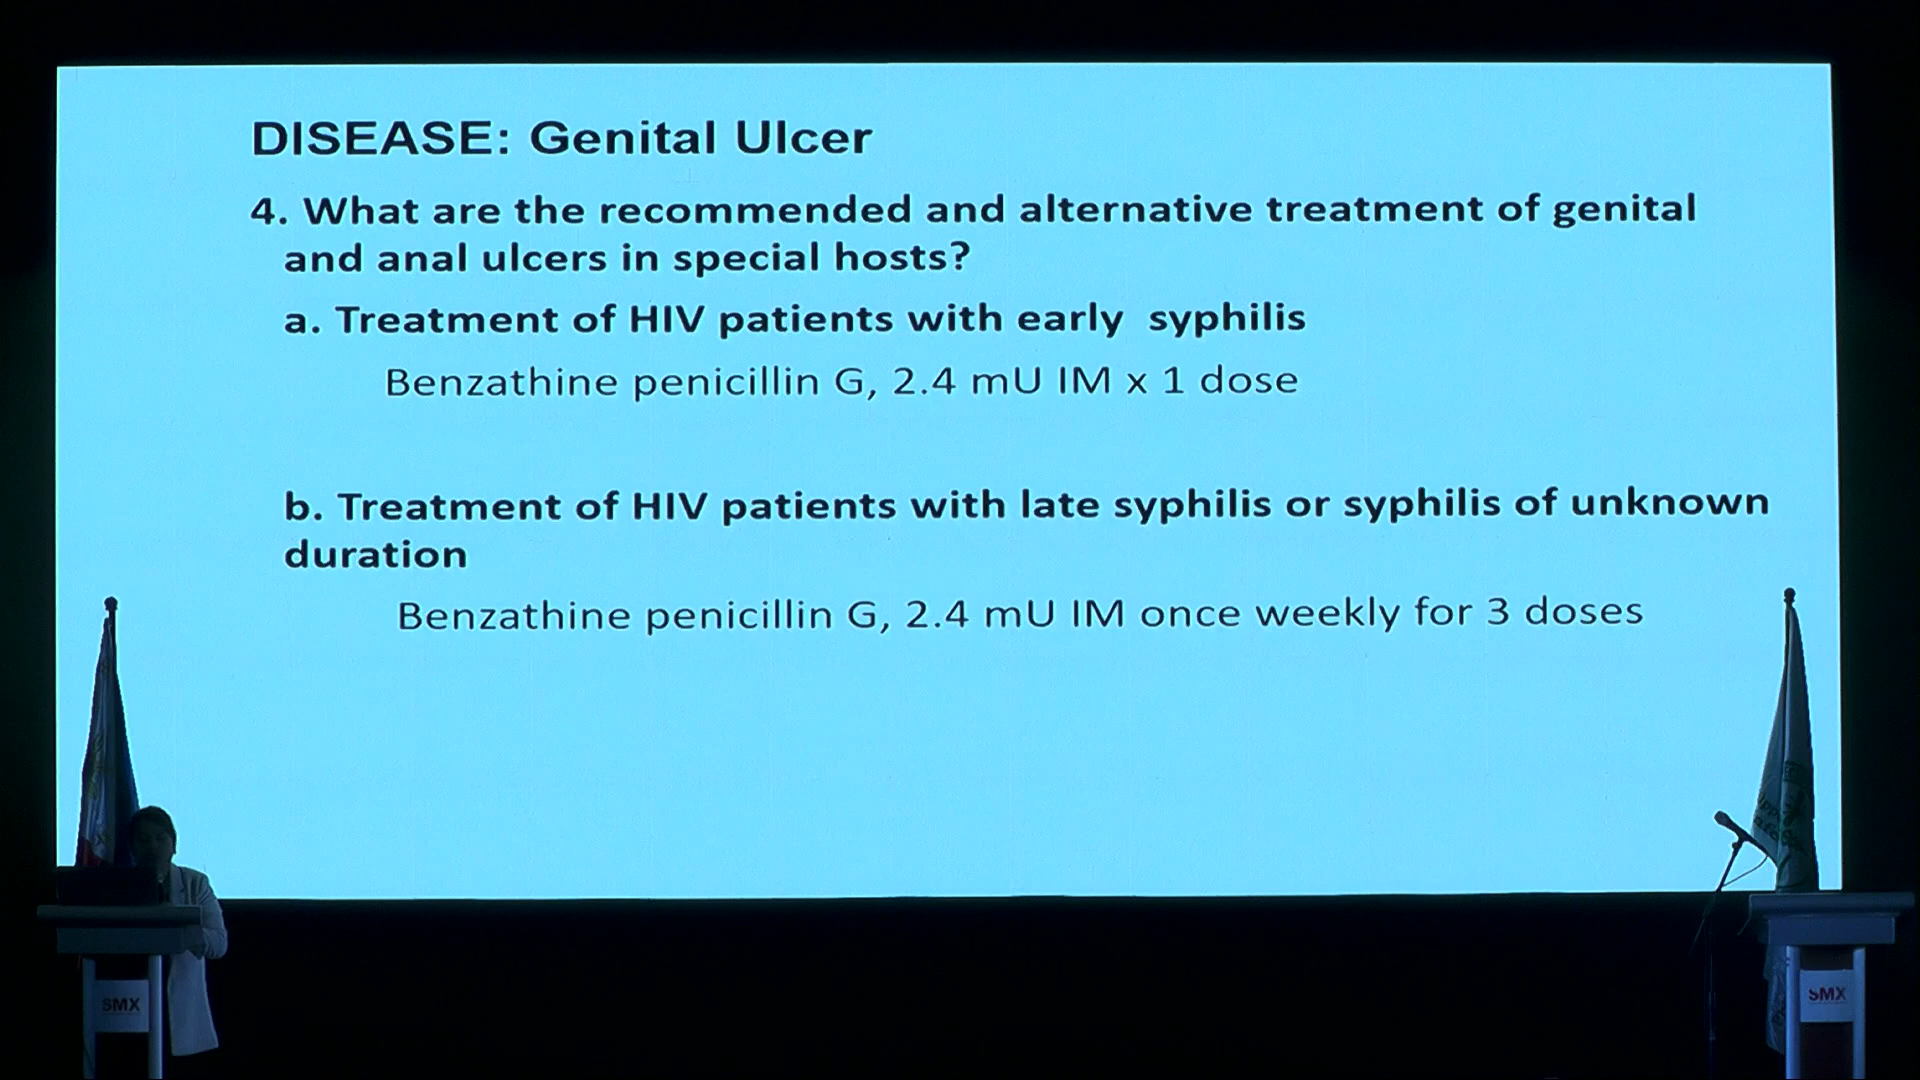 DISEASE: Genital Ulcer
4. What are the recommended and alternative treatment of genital
and anal ulcers in special hosts?
a. Treatment of HIV patients with early syphilis
Benzathine penicillin G, 2.4 mU IM x 1 dose
b. Treatment of HIV patients with late syphilis or syphilis of unknown
duration
Benzathine penicillin G, 2.4 mU IM once weekly for 3 doses
SMX
SMX